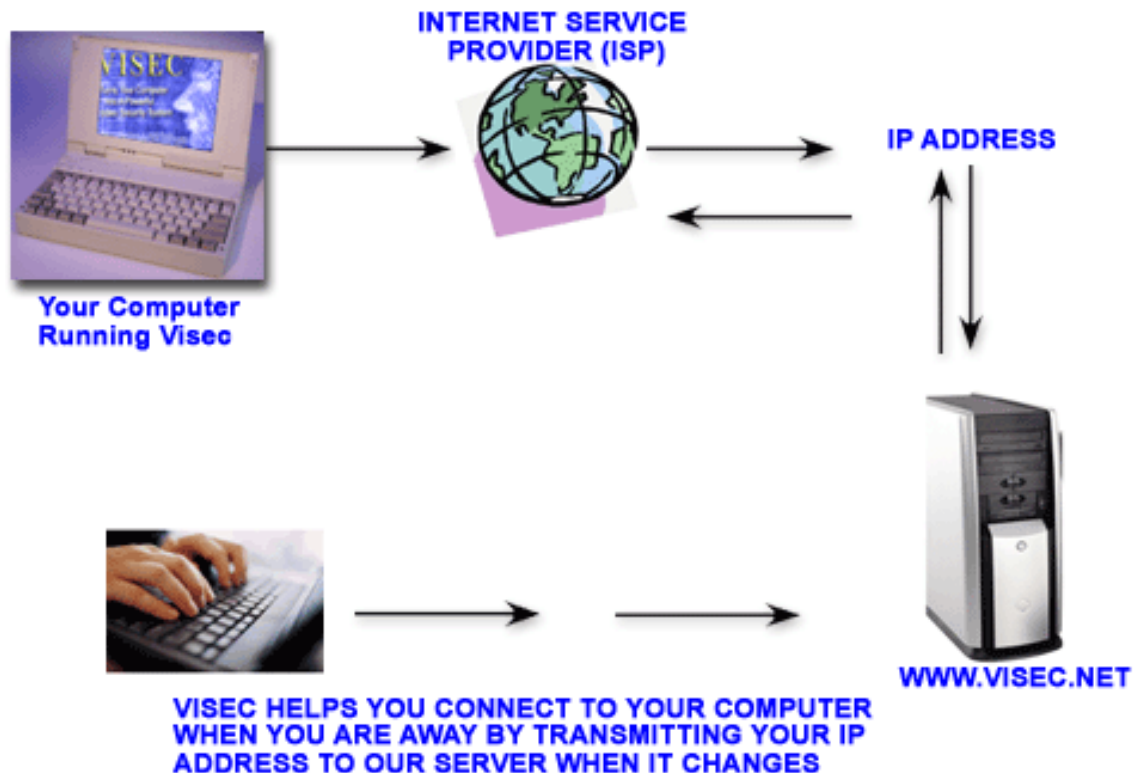 INTERNET SERVICE
PROVIDER (ISP)
VISEC
IP ADDRESS
Your Computer
Running Visec
WWW.VISEC.NET
VISEC HELPS YOU CONNECT TO YOUR COMPUTER
WHEN YOU ARE AWAY BY TRANSMITTING YOUR IP
ADDRESS TO OUR SERVER WHEN IT CHANGES